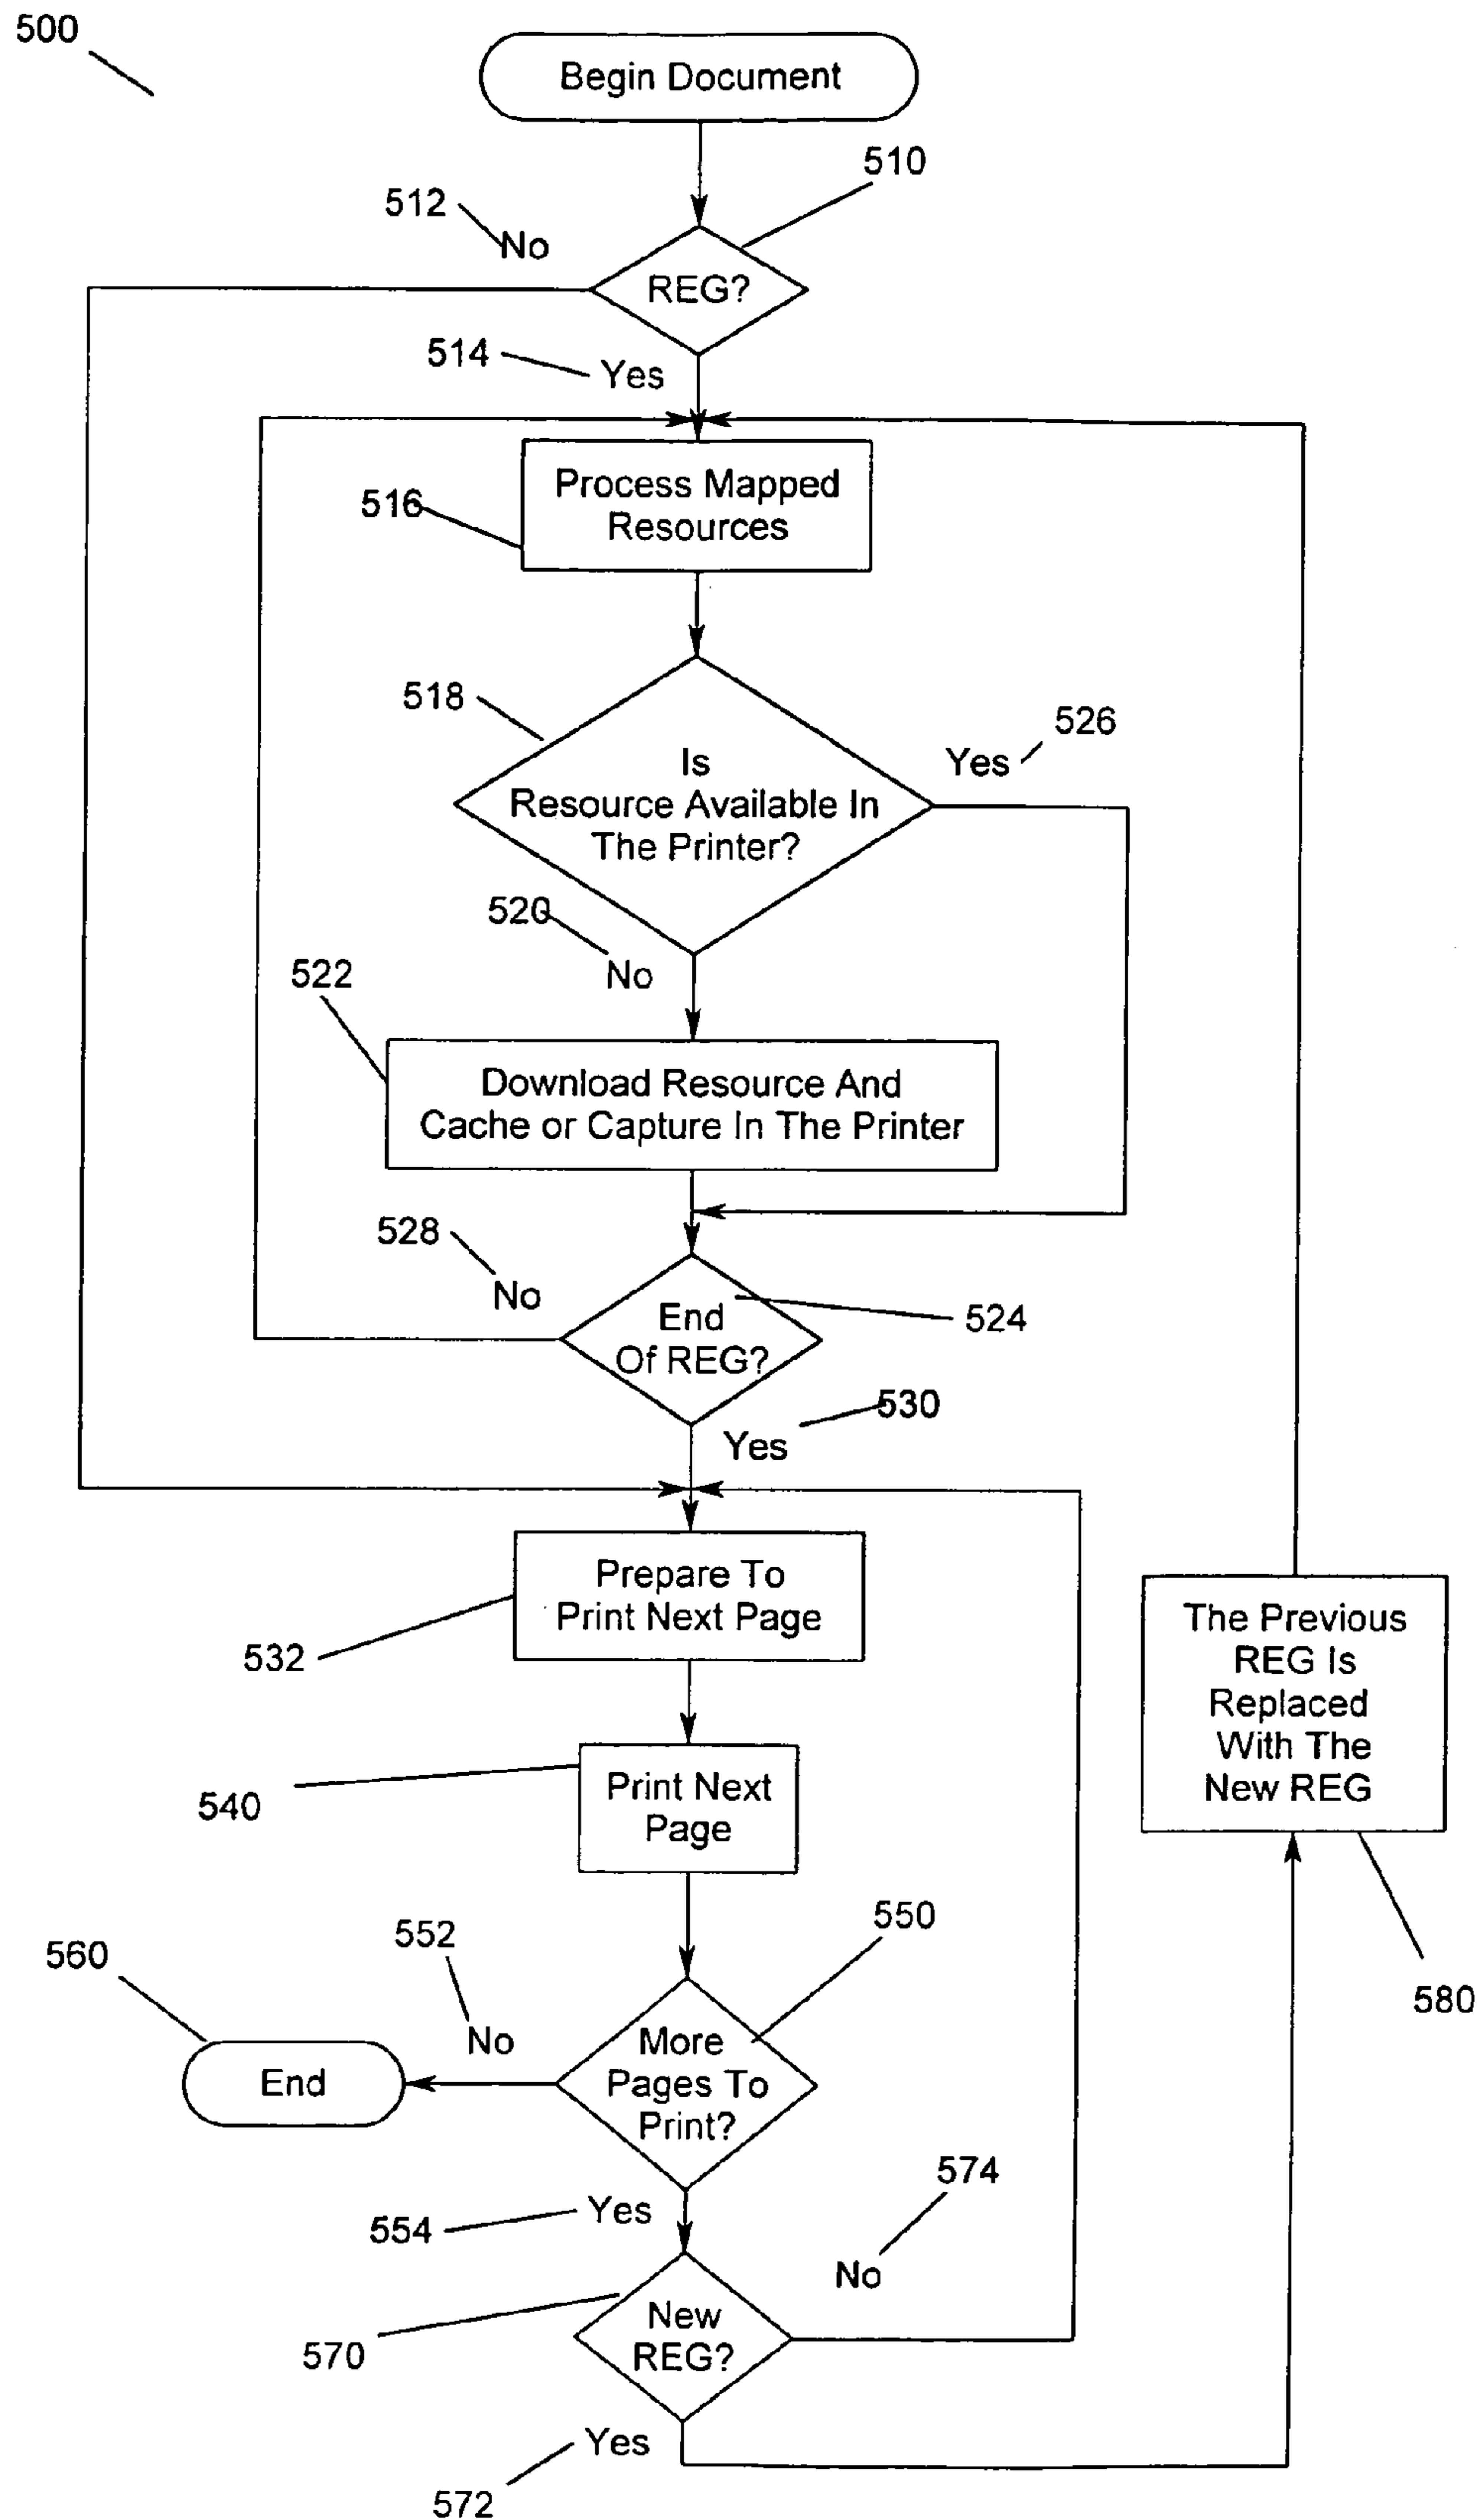 500
Begin Document
510
512
No
REG?
514
Yes
Process Mapped
Resources
516
518
526
Yes
Is
Resource Available In
The Printer?
520
No
522
Download Resource And
Cache or Capture In The Printer
528
No
End
Of REG?
524
530
Yes
Prepare To
Print Next Page
532
The Previous
REG Is
Replaced
With The
New REG
Print Next
Page
540
550
552
560
580
No
More
Pages To
Print?
End
574
Yes
554
No
New
REG?
570
Yes
572